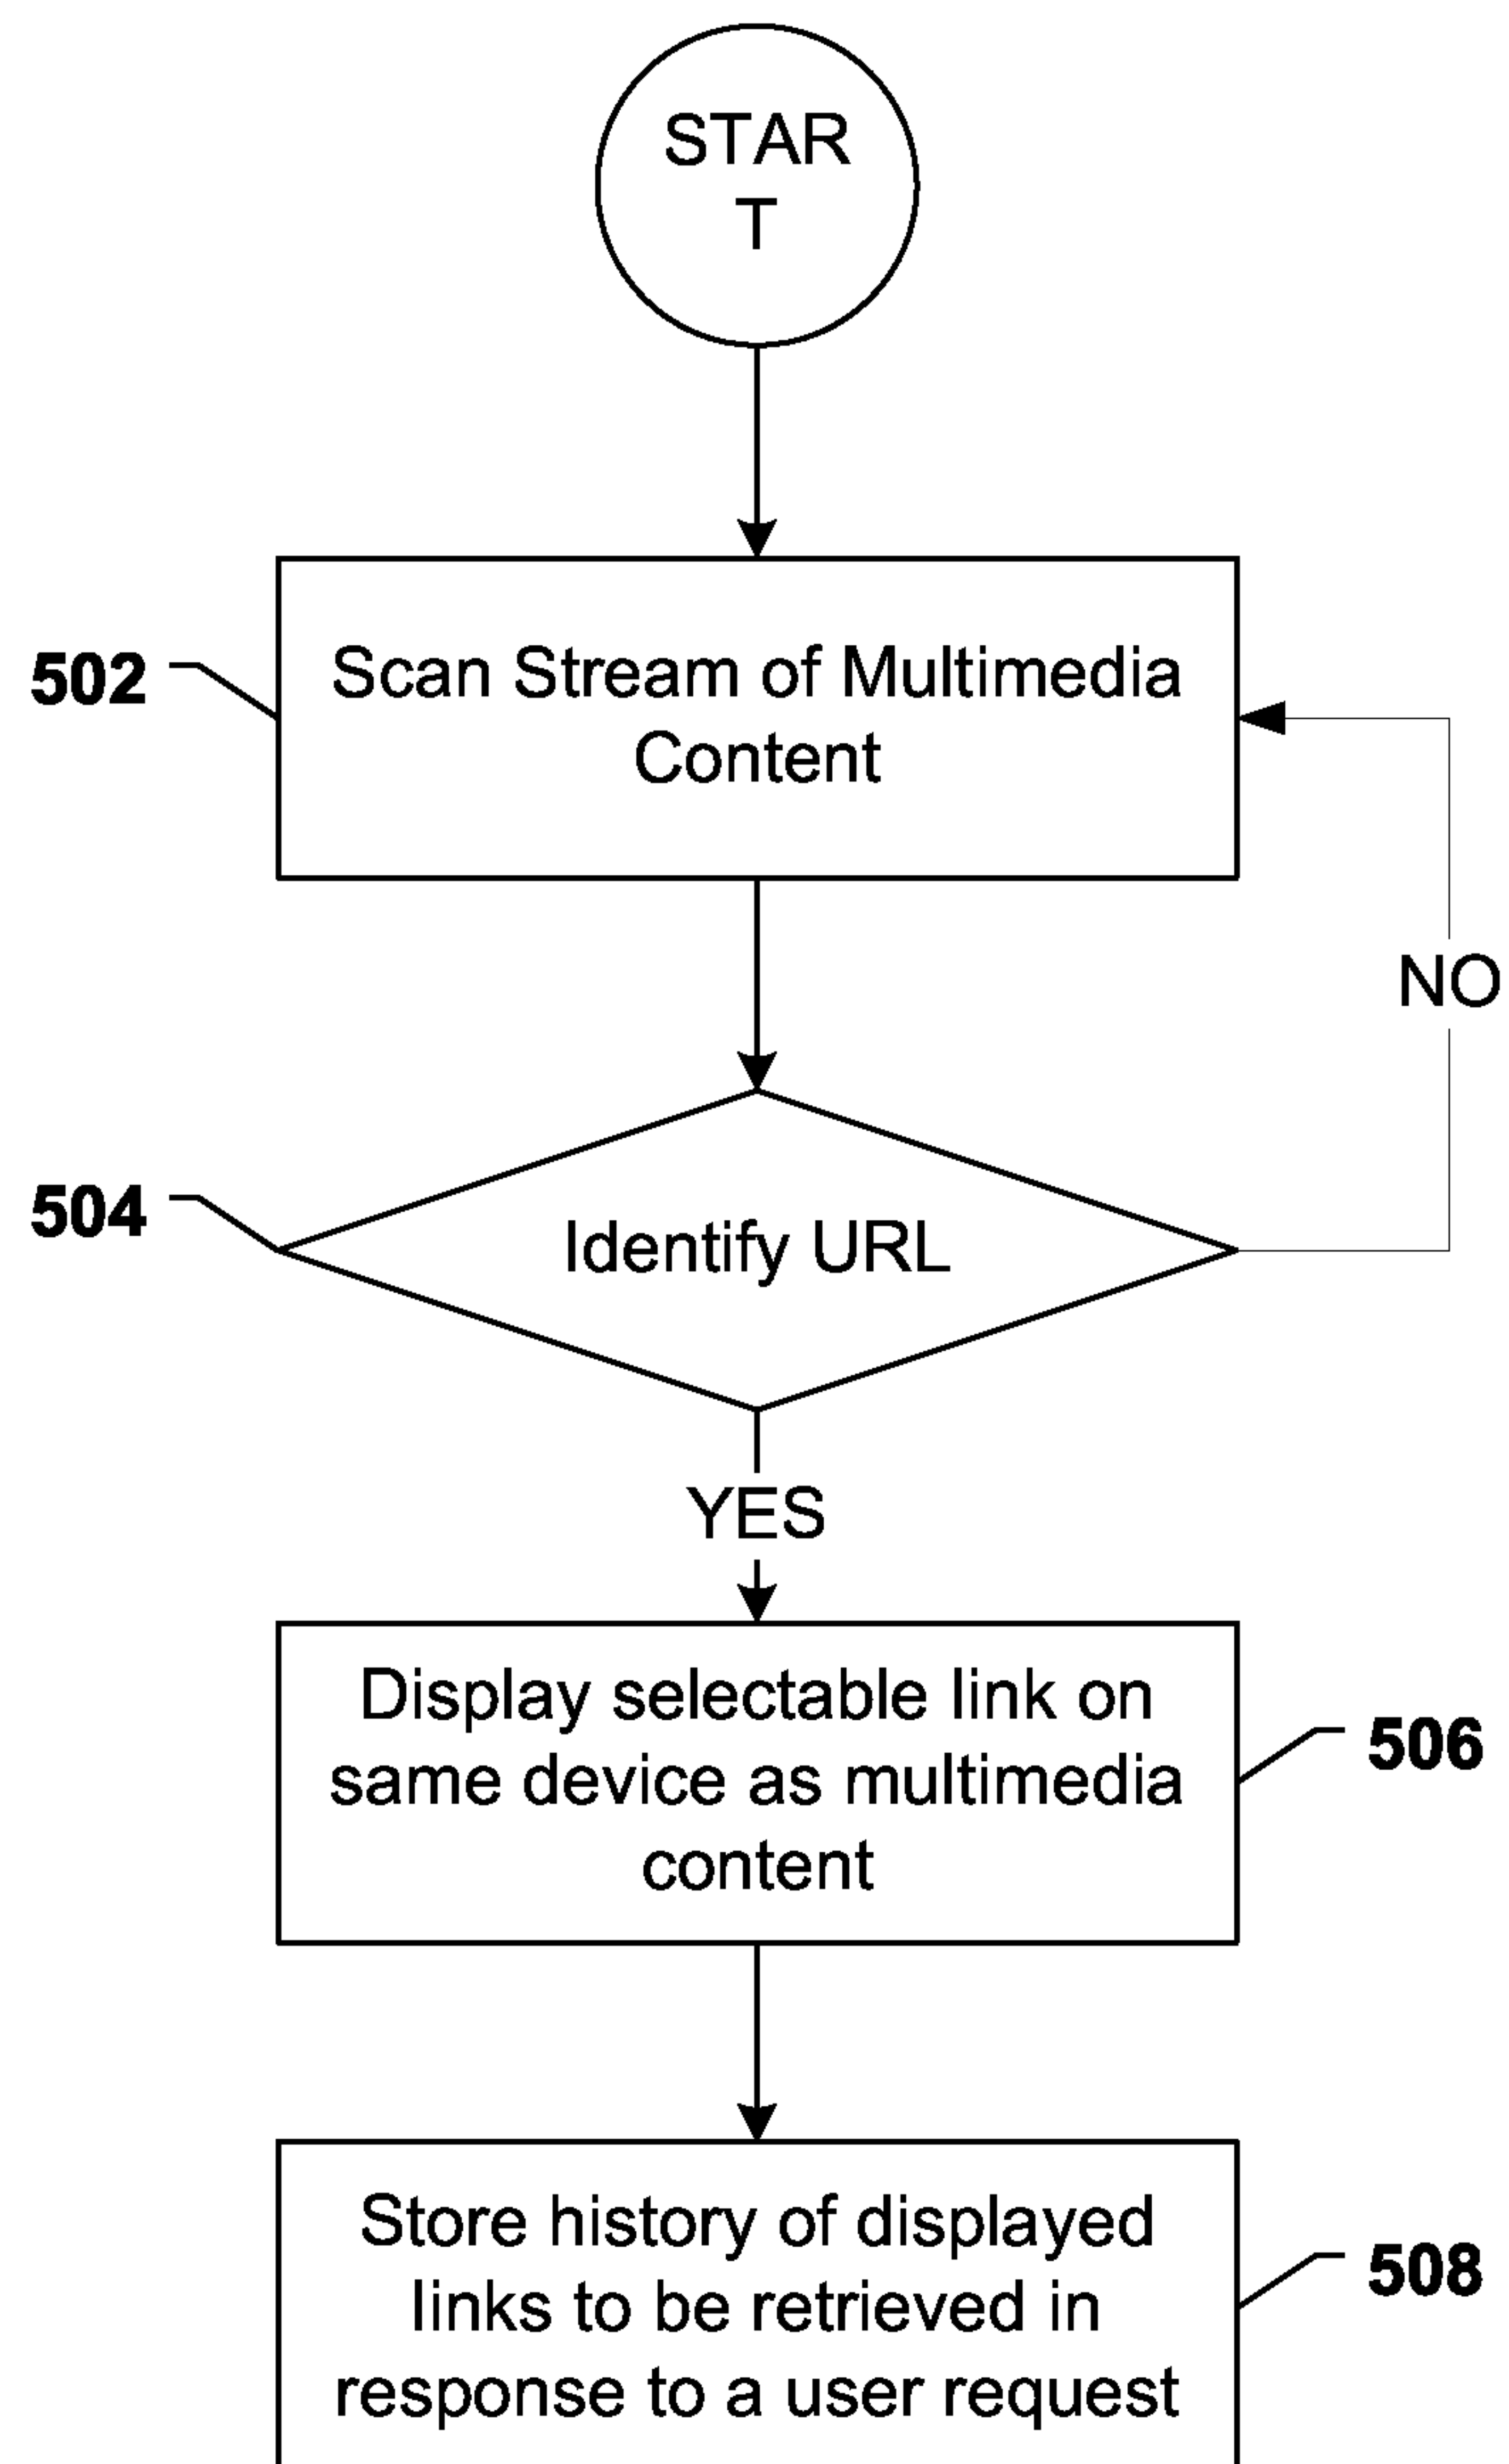 STAR
T
502
Scan Stream of Multimedia
Content
NO
504
Identify URL
YES
Display selectable link on
same device as multimedia
content
506
Store history of displayed
links to be retrieved in
response to a user request
508